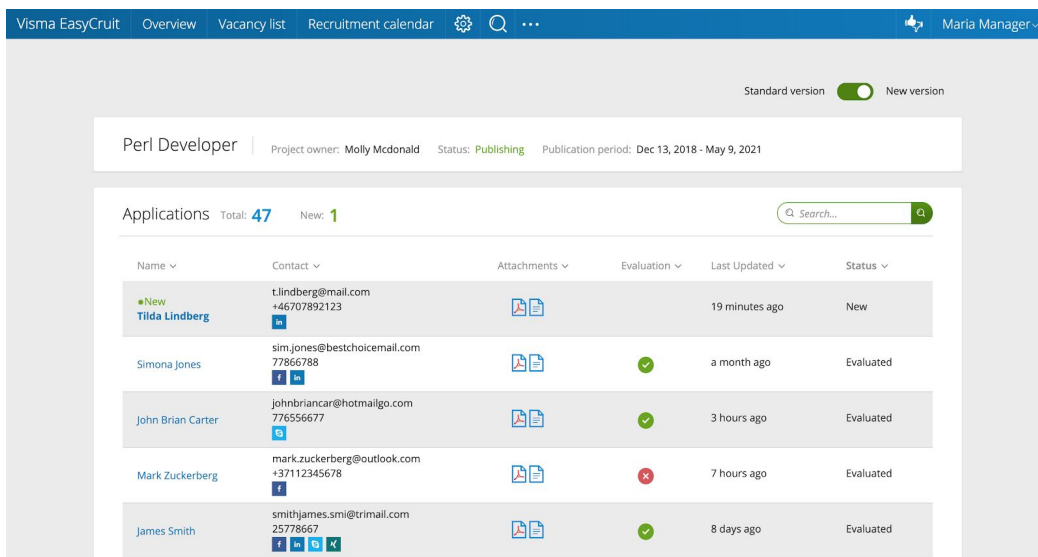 Visma EasyCruit Overview Vacancy list Recruitment calendar ... Maria Manager
Standard version New version
Perl Developer Project owner: Molly Mcdonald Status: Publishing Publication period: Dec 13, 2018 - May 9, 2021
Applications Total: 47 New: 1 Search...
Name Contact Attachments Evaluation Last Updated Status
New
Tilda Lindberg
t.lindberg@mail.com
+46707892123
in
19 minutes ago New
Simona Jones
sim.jones@bestchoicemail.com
77866788
f in
a month ago Evaluated
John Brian Carter
johnbriancar@hotmailgo.com
776556677
3 hours ago Evaluated
Mark Zuckerberg
mark.zuckerberg@outlook.com
+37112345678
f
7 hours ago Evaluated
James Smith
smithjames.smi@trimail.com
25778667
f in
8 days ago Evaluated